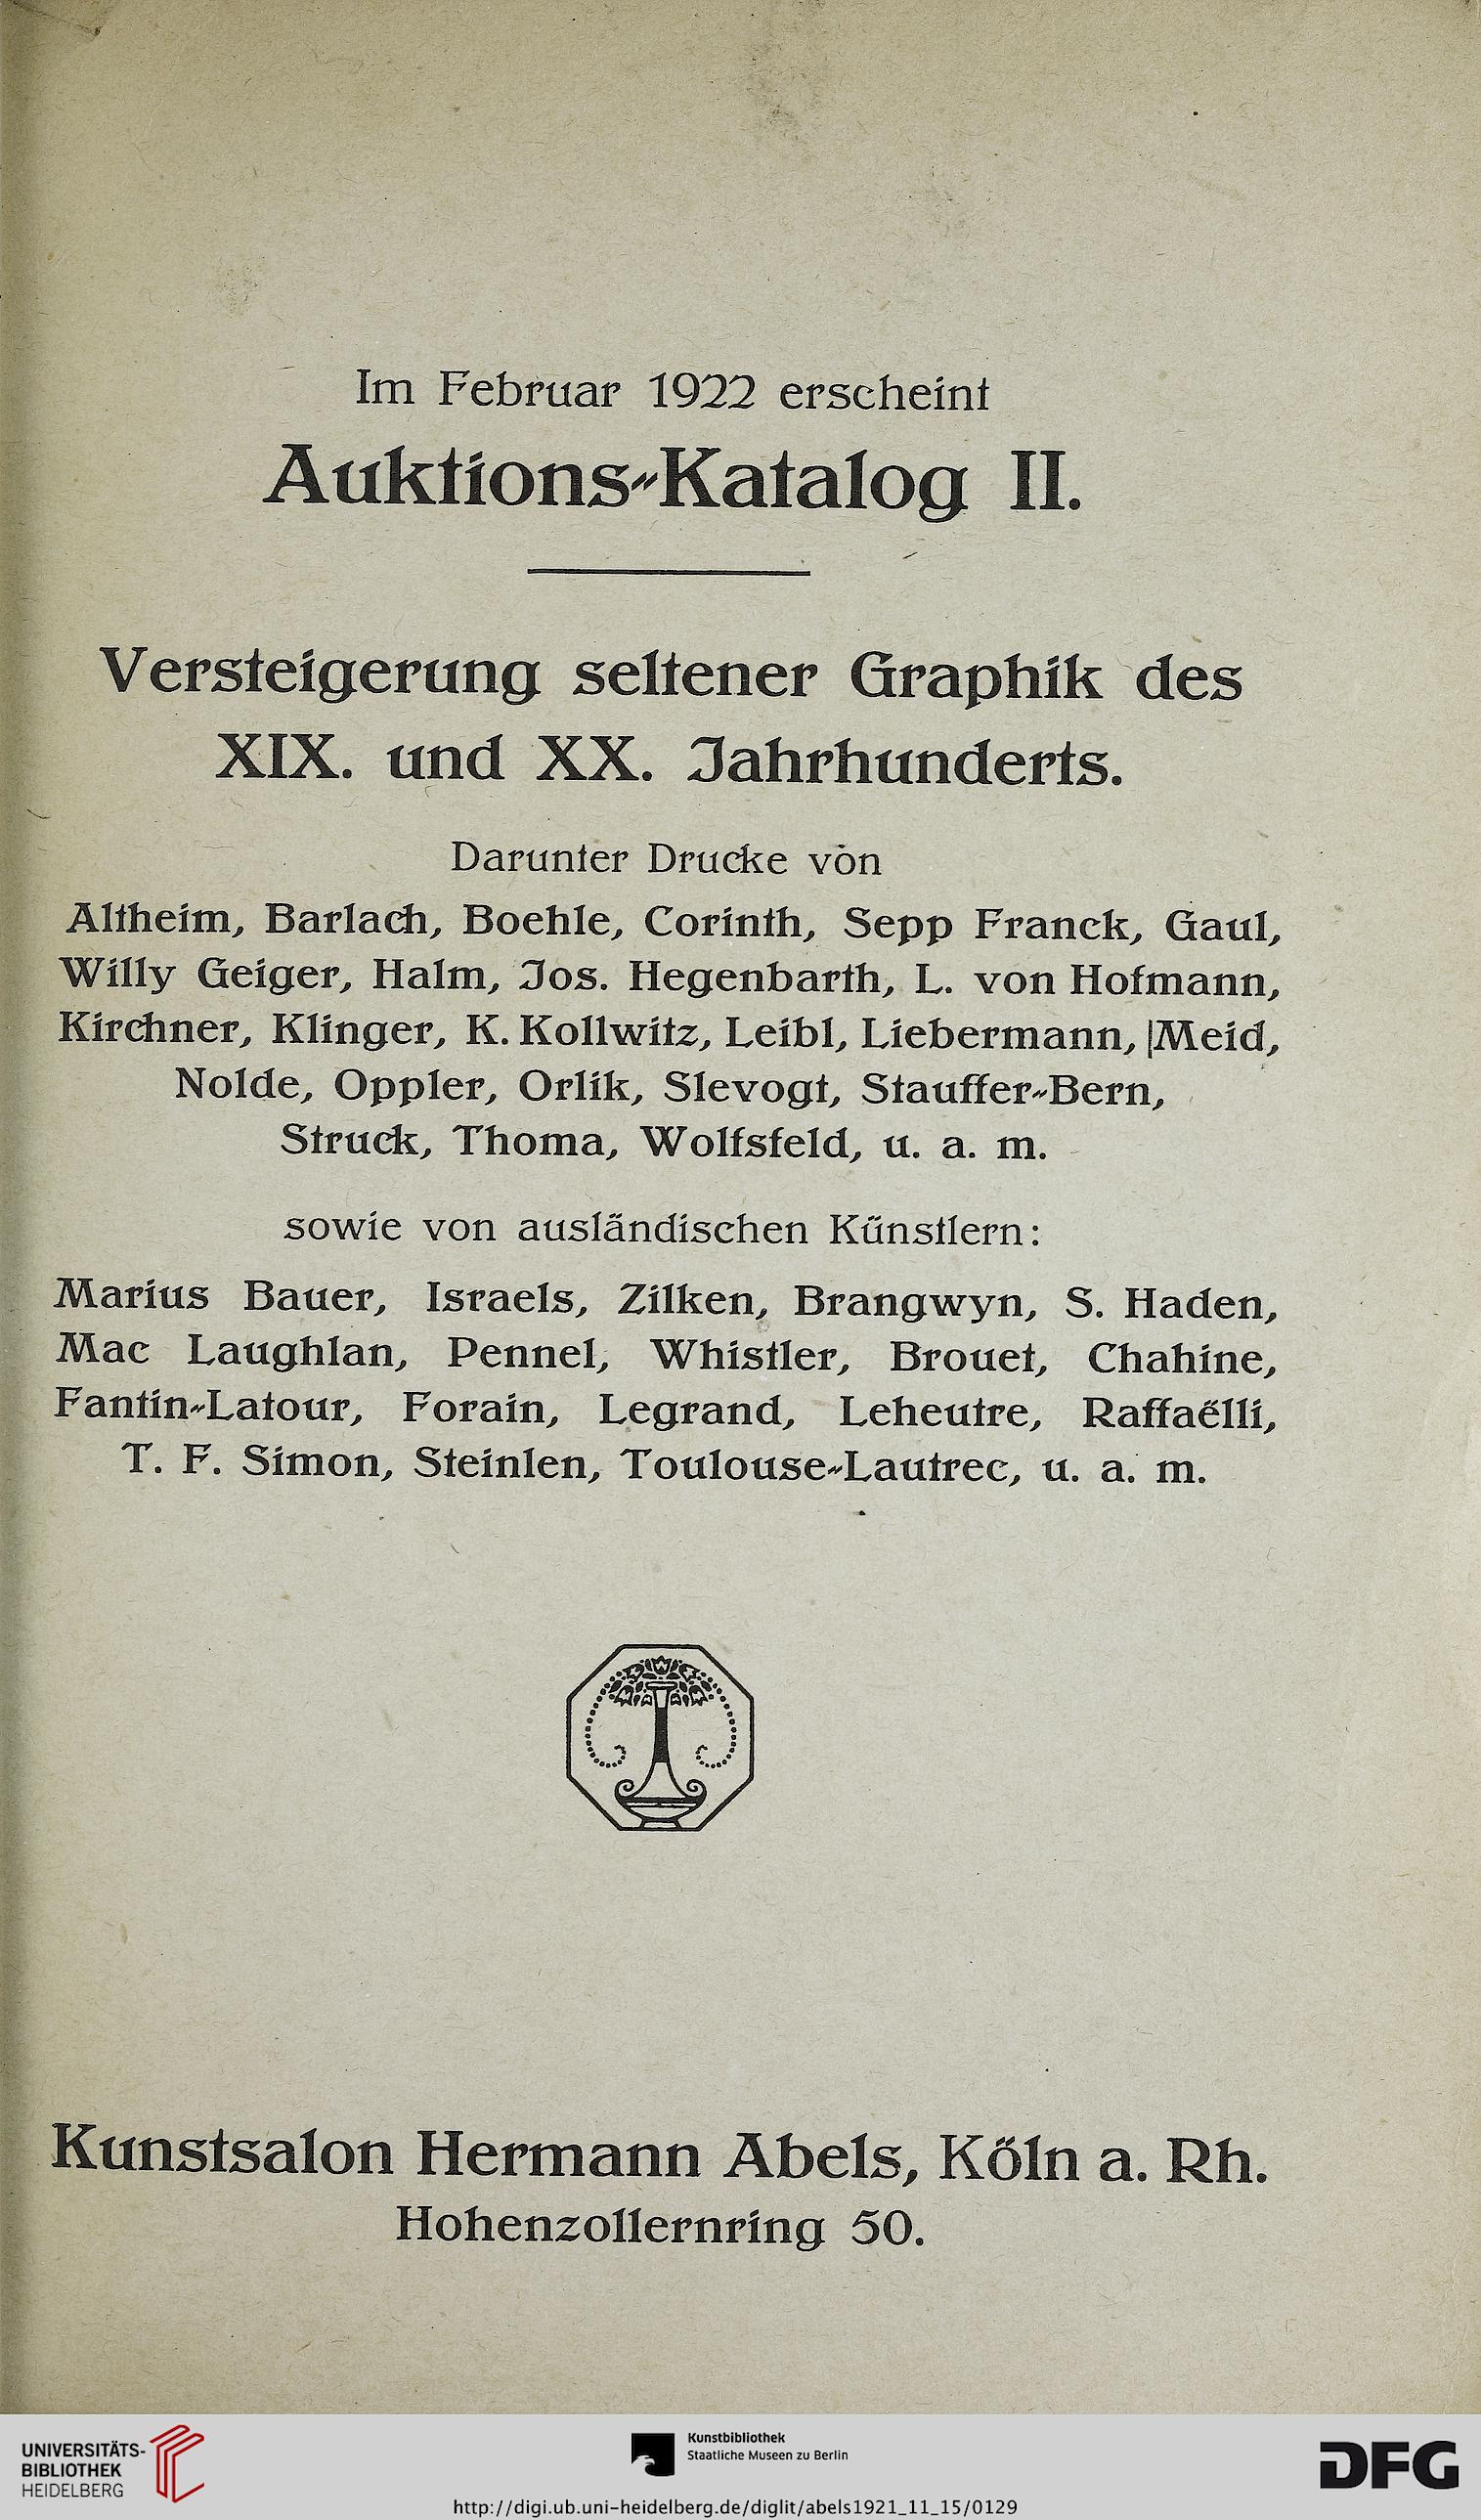 Im Februar 1922 erscheint
Auktions-Katalog II.
Versteigerung seltener Graphik des
XIX. und XX. Jahrhunderts.
Darunter Drucke von
Altheim, Barlach, Boehle, Corinth, Sepp Franck, Gaul,
Willy Geiger, Halm, Jos. Hegenbarth, L. von Hofmann,
Kirchner, Klinger, K. Kollwitz, Leibl, Liebermann, |Meid,
Nolde, Oppler, Orlik, Slevogt, Stauffer-Bern,
Struck, Thoma, Wolfsfeld, u. a. m.
sowie von ausländischen Künstlern:
Marius Bauer, Israels, Zilken, Brangwyn, S. Haden,
Mac Laughlan, Pennel, Whistler, Brouet, Chahine,
Fantin-Latour, Forain, Legrand, Leheutre, Raffaëlli,
T. F. Simon, Steinlen, Toulouse-Lautrec, u. a. m.
Kunstsalon Hermann Abels, Köln a. Rh.
Hohenzollernring 50.
UNIVERSITÄTS-
BIBLIOTHEK
HEIDELBERG
Kunstbibliothek
Staatliche Museen zu Berlin
DFG
http://digi.ub.uni-heidelberg.de/diglit/abels1921_11_15/0129